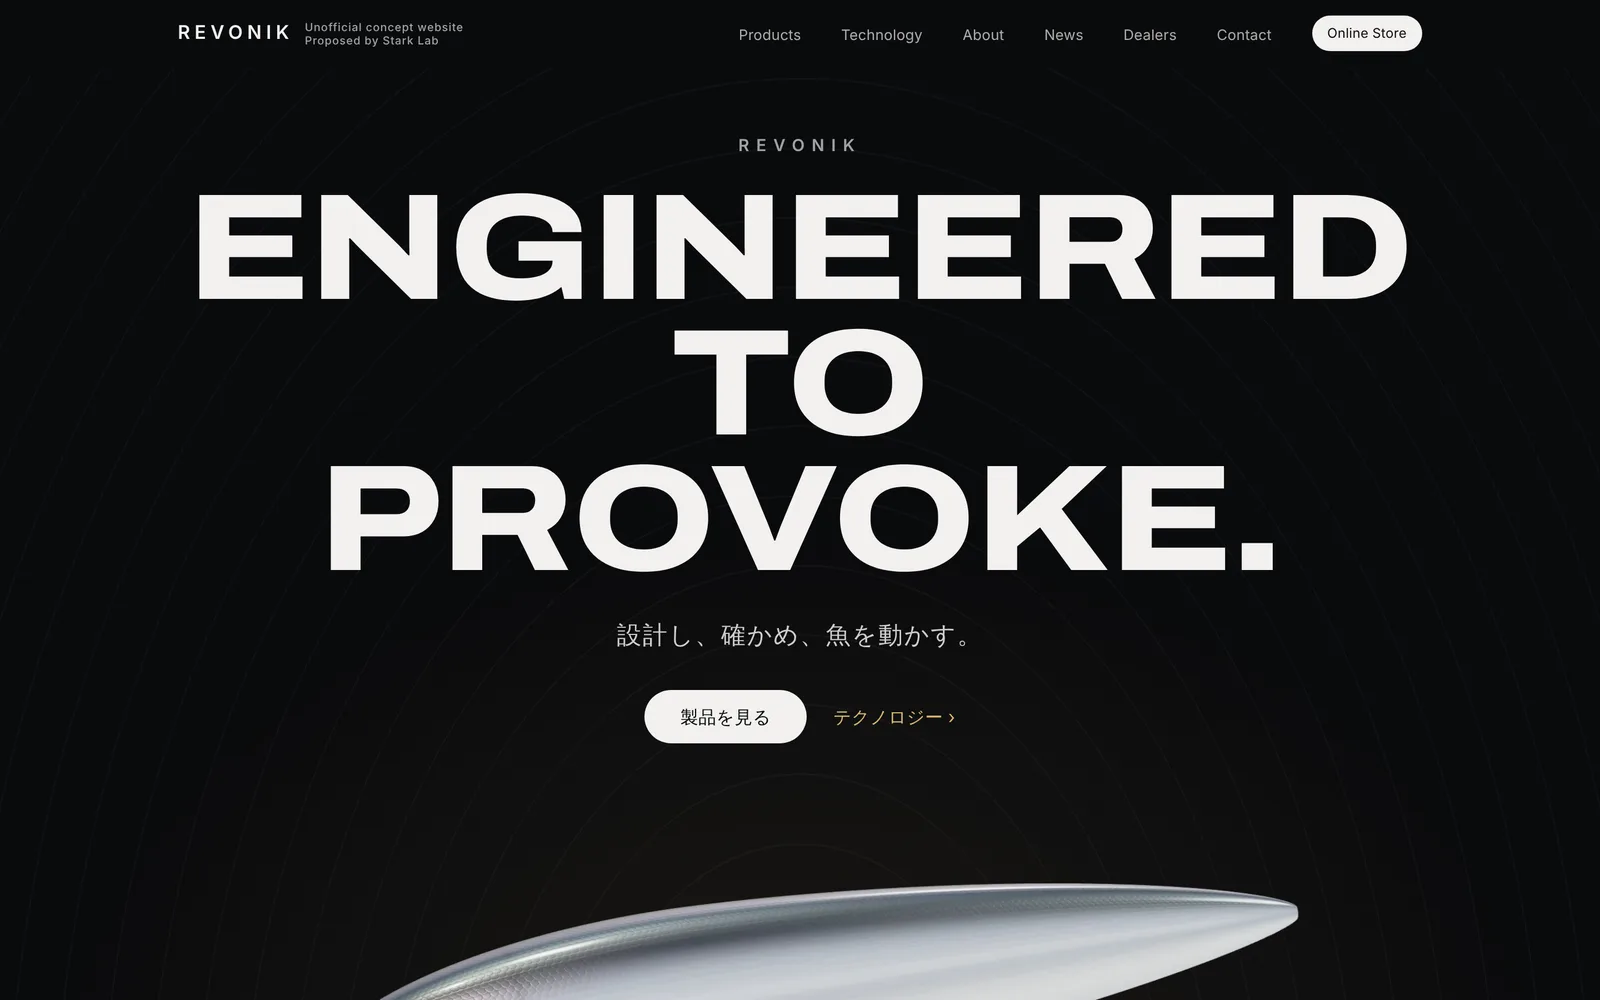 REVONIK
Unofficial concept website
Proposed by Stark Lab
Products
Technology
About
News
Dealers
Contact
Online Store
REVONIK
ENGINEERED
TO
PROVOKE.
設計し、確かめ、魚を動かす。
製品を見る
テクノロジー ›